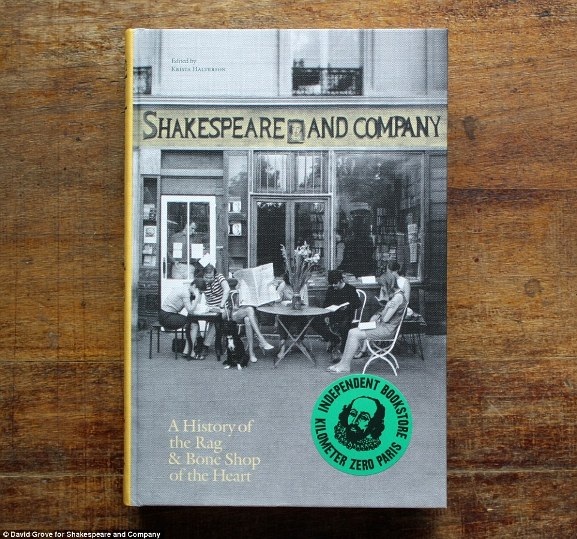 Edited by
KRISTA HALVERSON
SHAKESPEARE AND COMPANY
A History of
the Rag
& Bone Shop
of the Heart
INDEPENDENT BOOKSTORE
KILOMETER ZERO PARIS
© David Grove for Shakespeare and Company